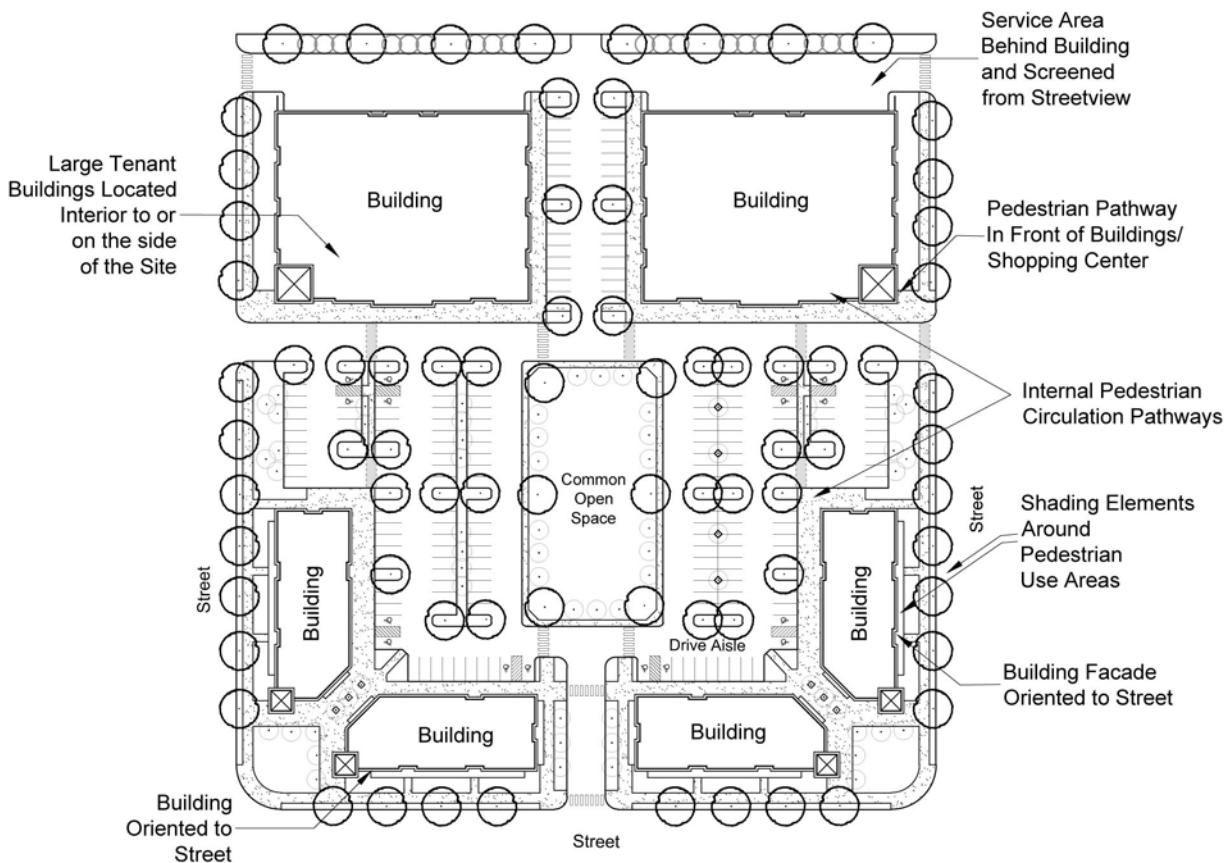 Service Area
Behind Building
and Screened
from Streetview
Large Tenant
Buildings Located
Interior to or
on the side
of the Site
Building
Building
Pedestrian Pathway
In Front of Buildings/
Shopping Center
Internal Pedestrian
Circulation Pathways
Common
Open
Space
Street
Shading Elements
Around
Pedestrian
Use Areas
Street
Building
Building
Drive Aisle
Building Facade
Oriented to Street
Building
Building
Building
Oriented to
Street
Street